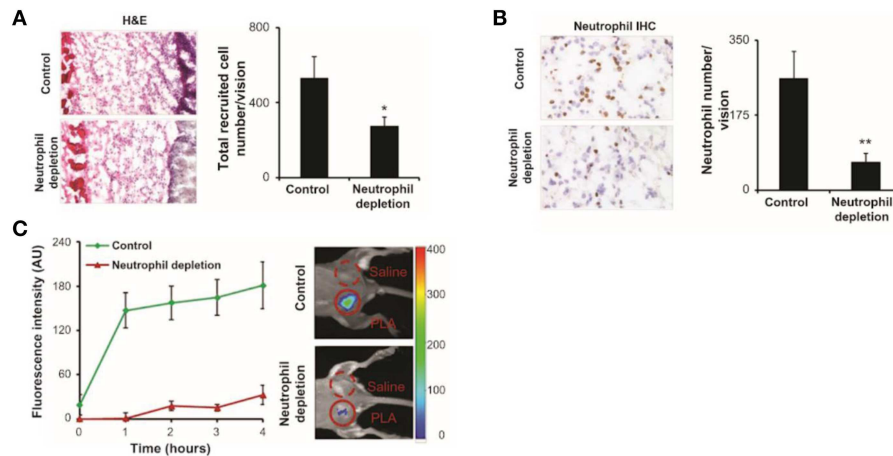 A
H&E
Control
Neutrophil
depletion
Total recruited cell
number/vision
800
400
0
*
Control
Neutrophil
depletion
B
Neutrophil IHC
Control
Neutrophil
depletion
Neutrophil number/
vision
350
175
0
**
Control
Neutrophil
depletion
C
Fluorescence intensity (AU)
240
180
120
60
0
Control
Neutrophil depletion
0 1 2 3 4
Time (hours)
Control
Saline
PLA
Neutrophil
depletion
Saline
PLA
400
300
200
100
0